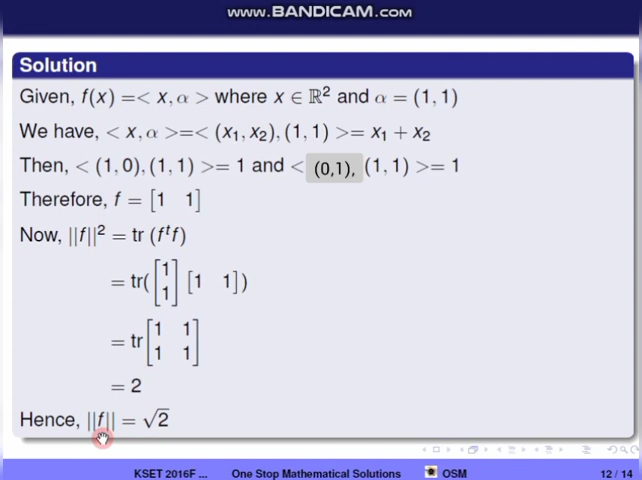 www.BANDICAM.com
Solution
Given, f(x) =< x, α > where x ∈ ℝ² and α = (1, 1)
We have, < x, α >=< (x₁, x₂), (1, 1) >= x₁ + x₂
Then, < (1, 0), (1, 1) >= 1 and < (0,1), (1, 1) >= 1
Therefore, f = [1 1]
Now, ||f||² = tr (fᵗf)
= tr([1 1] [1 1])
= tr[1 1
1 1]
= 2
Hence, ||f|| = √2
KSET 2016F ... One Stop Mathematical Solutions OSM 12 / 14